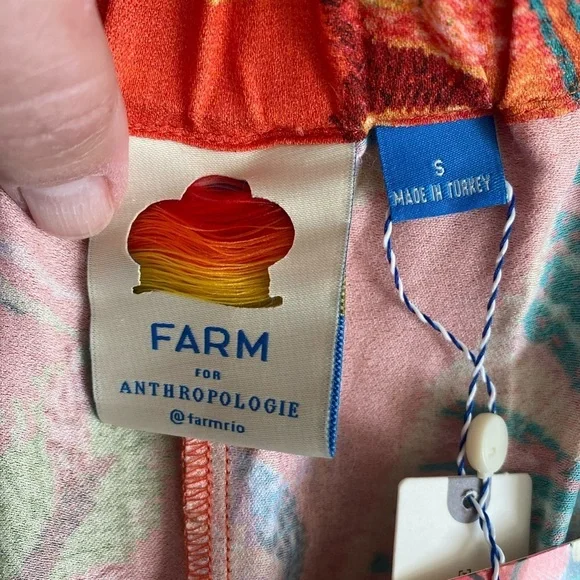 S
MADE IN TURKEY
FARM
FOR
ANTHROPOLOGIE
@farmrio